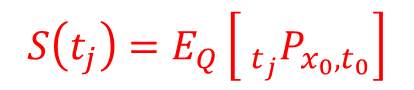 S(t_j) = E_Q [ _{t_j}P_{x_0,t_0} ]